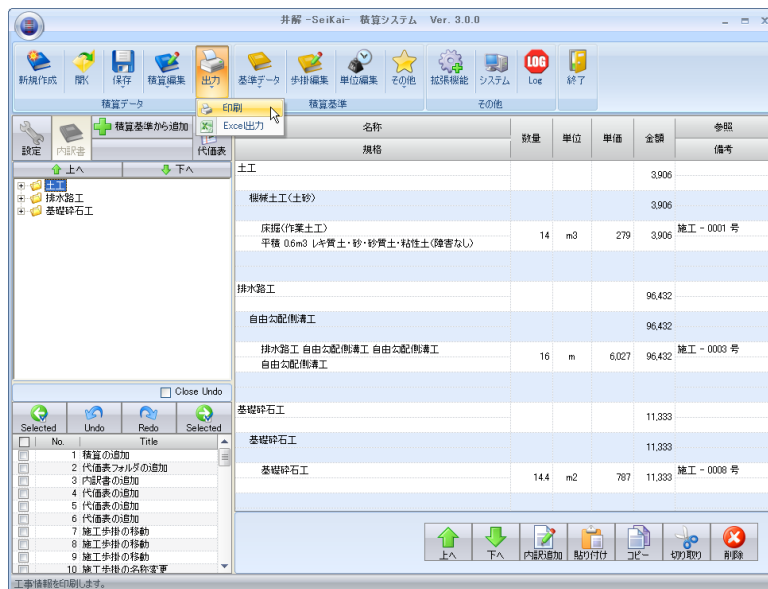 井解 -SeiKai- 積算システム Ver. 3.0.0
新規作成 開く 保存 積算編集 出力 基準データ 歩掛編集 単位編集 その他 拡張機能 システム LOG Log 終了
積算データ 積算基準 その他
印刷
Excel出力
設定 内訳書 積算基準から追加 代価表
上へ 下へ
土工
排水路工
基礎砕石工
Close Undo
Selected Undo Redo Selected
No. Title
1 積算の追加
2 代価表フォルダの追加
3 内訳書の追加
4 代価表の追加
5 代価表の追加
6 代価表の追加
7 施工歩掛の移動
8 施工歩掛の移動
9 施工歩掛の移動
10 施工歩掛の名称変更
名称 数量 単位 単価 金額 参照
規格 備考
土工 3,906
機械土工(土砂) 3,906
床掘(作業土工) 14 m3 279 3,906 施工 - 0001 号
平積 0.6m3 レキ質土・砂・砂質土・粘性土(障害なし)
排水路工 96,432
自由勾配側溝工 96,432
排水路工 自由勾配側溝工 自由勾配側溝工 16 m 6,027 96,432 施工 - 0003 号
自由勾配側溝工
基礎砕石工 11,333
基礎砕石工 11,333
基礎砕石工 14.4 m2 787 11,333 施工 - 0008 号
上へ 下へ 内訳追加 貼り付け コピー 切り取り 削除
工事情報を印刷します。